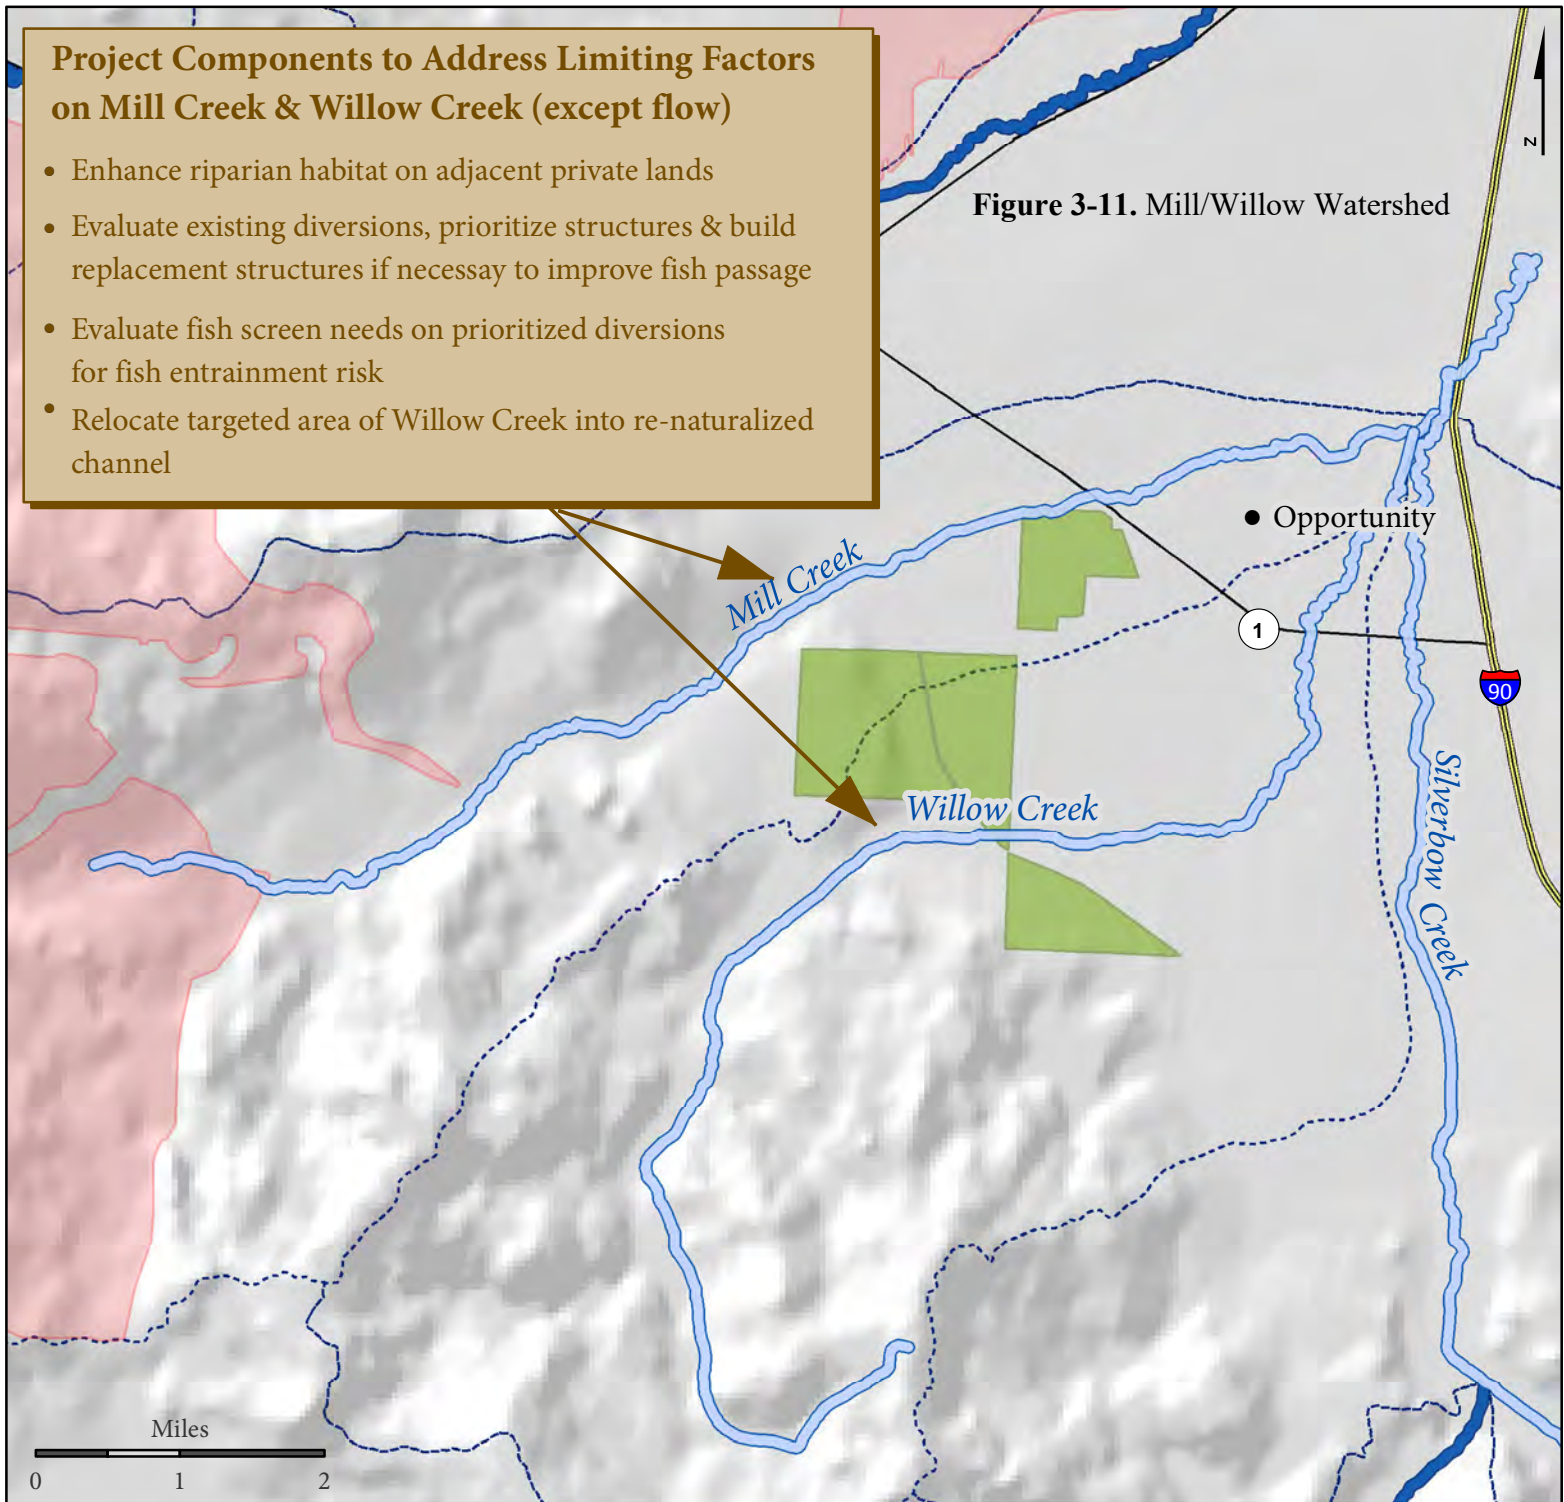 Project Components to Address Limiting Factors
on Mill Creek & Willow Creek (except flow)
• Enhance riparian habitat on adjacent private lands
• Evaluate existing diversions, prioritize structures & build
replacement structures if necessay to improve fish passage
• Evaluate fish screen needs on prioritized diversions
for fish entrainment risk
• Relocate targeted area of Willow Creek into re-naturalized
channel
N
Figure 3-11. Mill/Willow Watershed
Opportunity
Mill Creek
1
90
Willow Creek
Silverbow Creek
Miles
0 1 2